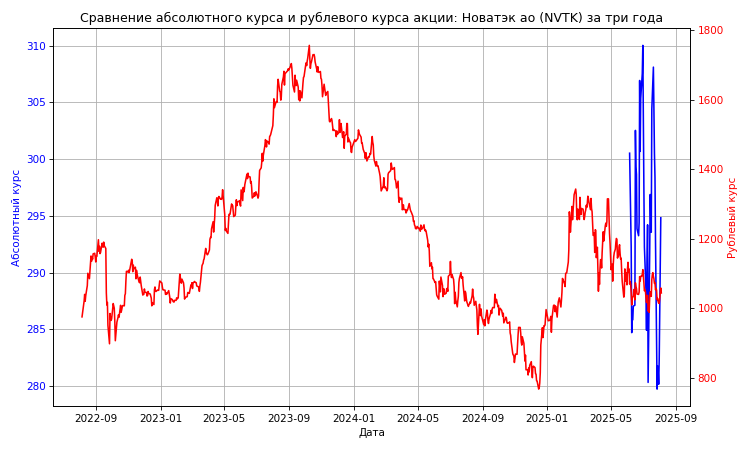 Сравнение абсолютного курса и рублевого курса акции: Новатэк ао (NVTK) за три года
Абсолютный курс
310
305
300
295
290
285
280
1800
1600
1400
1200
1000
800
Рублевый курс
2022-09 2023-01 2023-05 2023-09 2024-01 2024-05 2024-09 2025-01 2025-05 2025-09
Дата